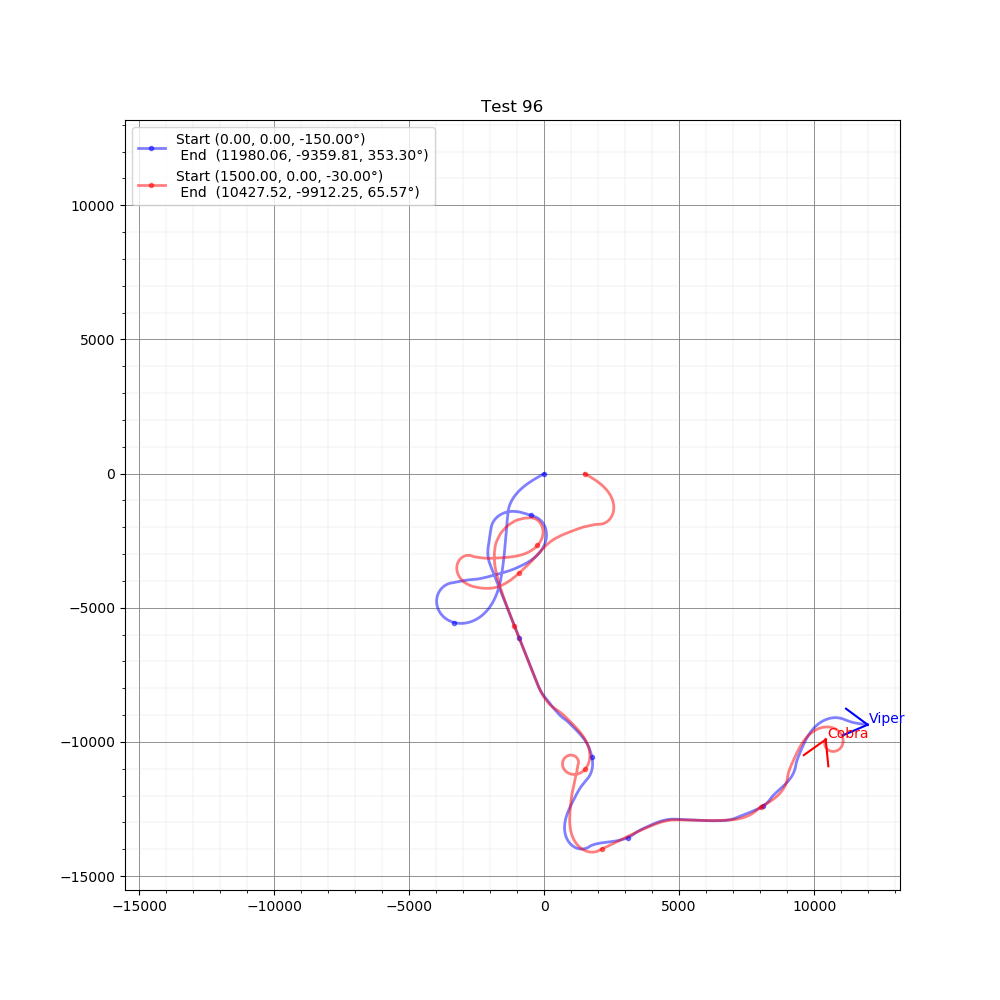 Test 96
Start (0.00, 0.00, -150.00°)
End (11980.06, -9359.81, 353.30°)
Start (1500.00, 0.00, -30.00°)
End (10427.52, -9912.25, 65.57°)
10000
5000
0
−5000
−10000
−15000
Viper
Cobra
−15000 −10000 −5000 0 5000 10000